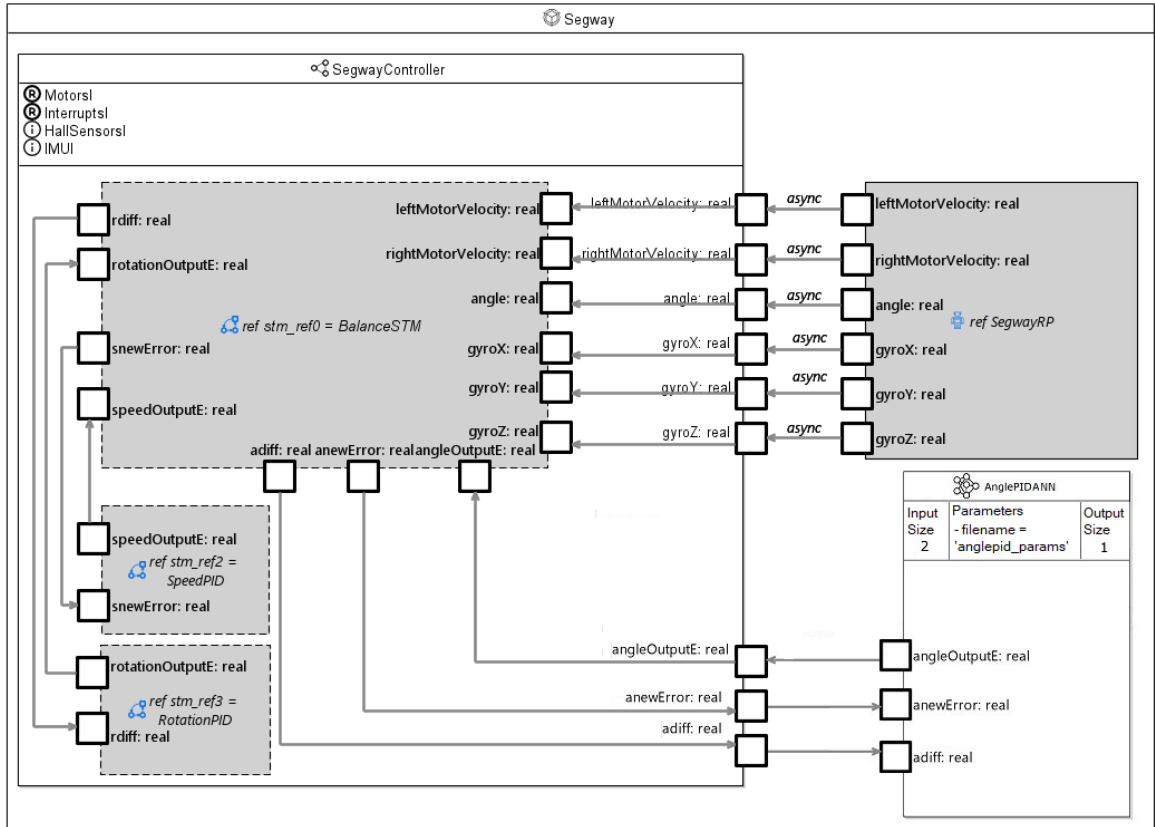 Segway
SegwayController
R MotorsI
R InterruptsI
i HallSensorsI
i IMUI
rdiff: real
rotationOutputE: real
snewError: real
speedOutputE: real
ref stm_ref0 = BalanceSTM
leftMotorVelocity: real
rightMotorVelocity: real
angle: real
gyroX: real
gyroY: real
gyroZ: real
adiff: real anewError: real angleOutputE: real
leftMotorVelocity: real
rightMotorVelocity: real
angle: real
gyroX: real
gyroY: real
gyroZ: real
async
async
async
async
async
async
leftMotorVelocity: real
rightMotorVelocity: real
angle: real
ref SegwayRP
gyroX: real
gyroY: real
gyroZ: real
speedOutputE: real
ref stm_ref2 =
SpeedPID
snewError: real
rotationOutputE: real
ref stm_ref3 =
RotationPID
rdiff: real
angleOutputE: real
anewError: real
adiff: real
AnglePIDANN
Input
Size
2
Parameters
- filename =
'anglepid_params'
Output
Size
1
angleOutputE: real
anewError: real
adiff: real